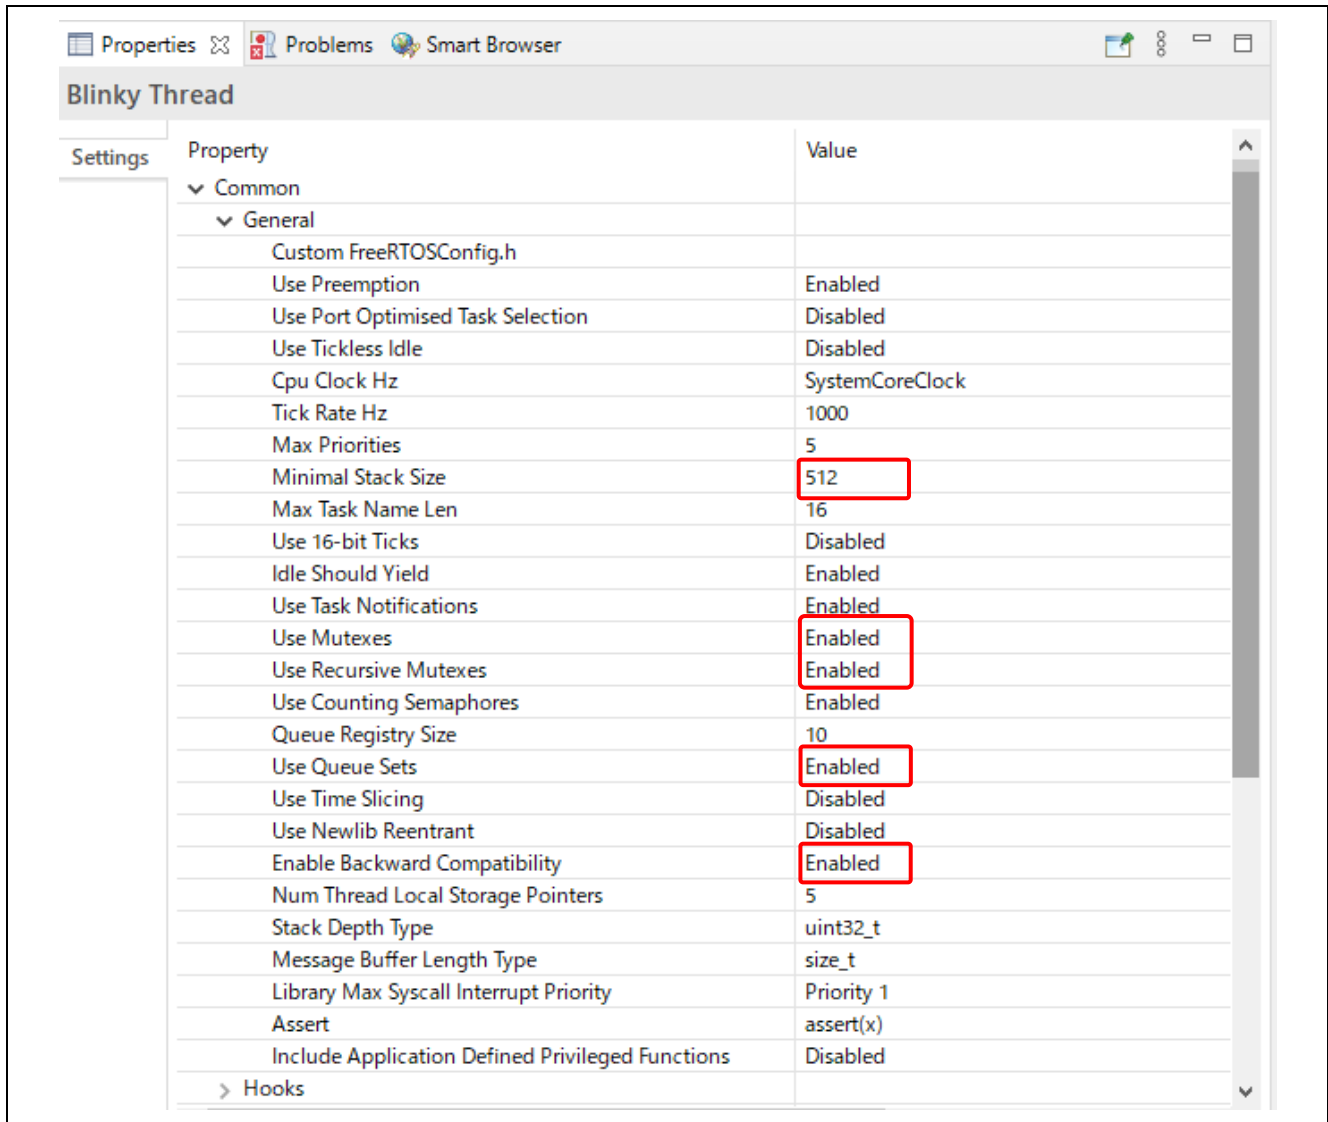 Properties Problems Smart Browser
Blinky Thread
Settings
Property Value
Common
General
Custom FreeRTOSConfig.h
Use Preemption Enabled
Use Port Optimised Task Selection Disabled
Use Tickless Idle Disabled
Cpu Clock Hz SystemCoreClock
Tick Rate Hz 1000
Max Priorities 5
Minimal Stack Size 512
Max Task Name Len 16
Use 16-bit Ticks Disabled
Idle Should Yield Enabled
Use Task Notifications Enabled
Use Mutexes Enabled
Use Recursive Mutexes Enabled
Use Counting Semaphores Enabled
Queue Registry Size 10
Use Queue Sets Enabled
Use Time Slicing Disabled
Use Newlib Reentrant Disabled
Enable Backward Compatibility Enabled
Num Thread Local Storage Pointers 5
Stack Depth Type uint32_t
Message Buffer Length Type size_t
Library Max Syscall Interrupt Priority Priority 1
Assert assert(x)
Include Application Defined Privileged Functions Disabled
Hooks